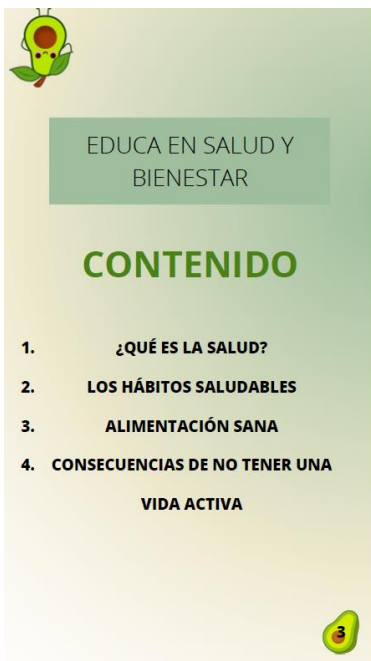 EDUCA EN SALUD Y
BIENESTAR
CONTENIDO
1. ¿QUÉ ES LA SALUD?
2. LOS HÁBITOS SALUDABLES
3. ALIMENTACIÓN SANA
4. CONSECUENCIAS DE NO TENER UNA
VIDA ACTIVA
3